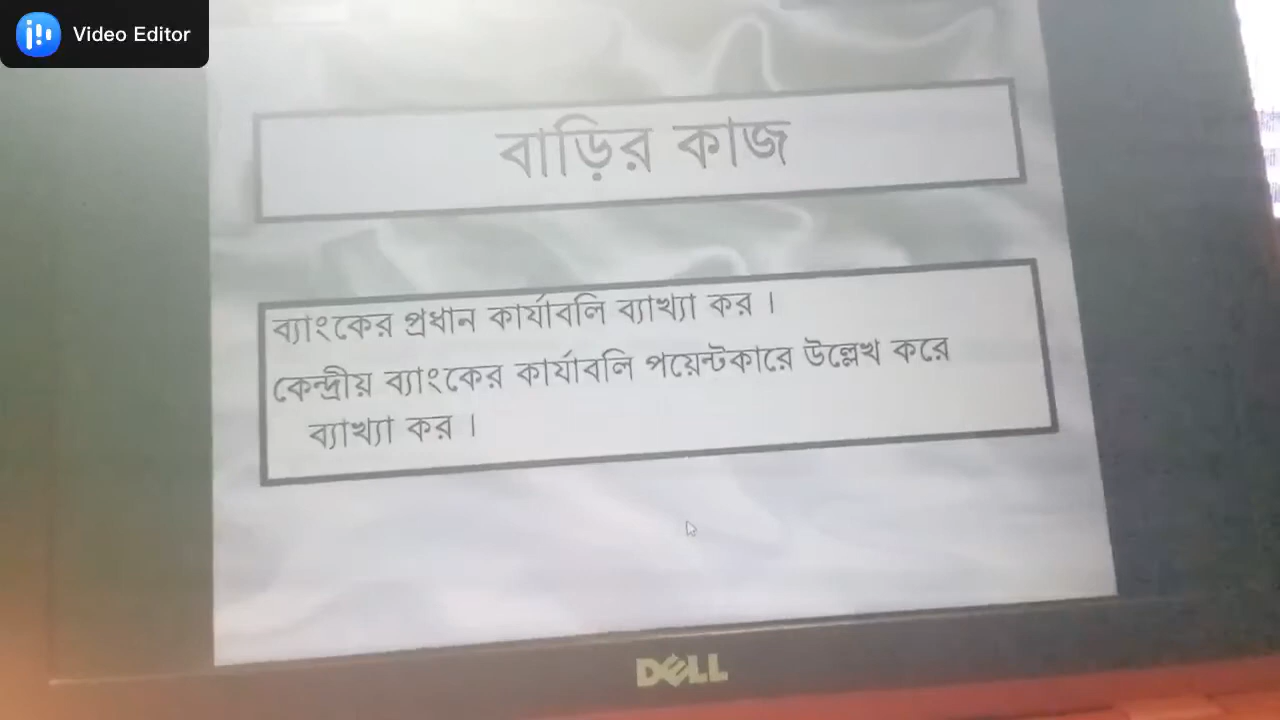 Video Editor
বাড়ির কাজ
ব্যাংকের প্রধান কার্যাবলি ব্যাখ্যা কর ।
কেন্দ্রীয় ব্যাংকের কার্যাবলি পয়েন্টকারে উল্লেখ করে
ব্যাখ্যা কর ।
DELL